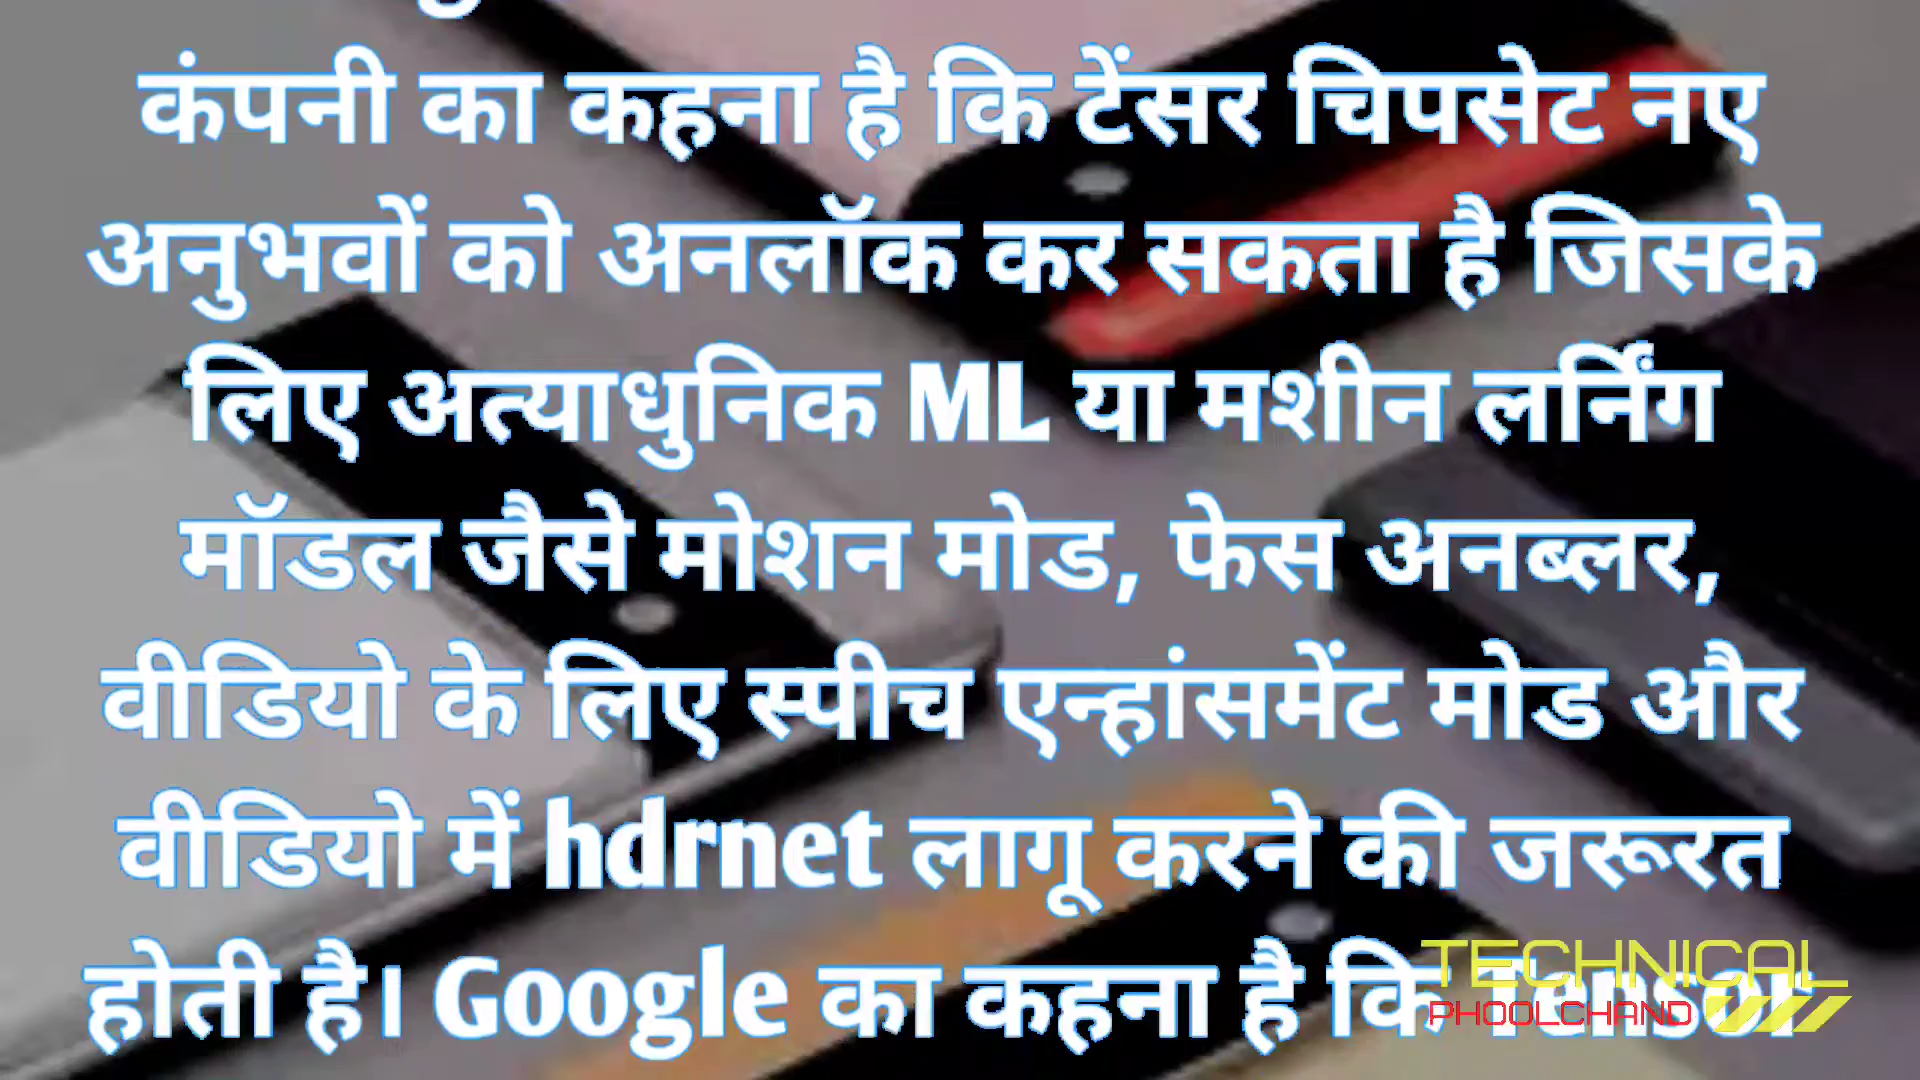 कंपनी का कहना है कि टेंसर चिपसेट नए
अनुभवों को अनलॉक कर सकता है जिसके
लिए अत्याधुनिक ML या मशीन लर्निंग
मॉडल जैसे मोशन मोड, फेस अनब्लर,
वीडियो के लिए स्पीच एन्हांसमेंट मोड और
वीडियो में hdrnet लागू करने की जरूरत
होती है। Google का कहना है कि Tensor
TECHNICAL
PHOOLCHAND